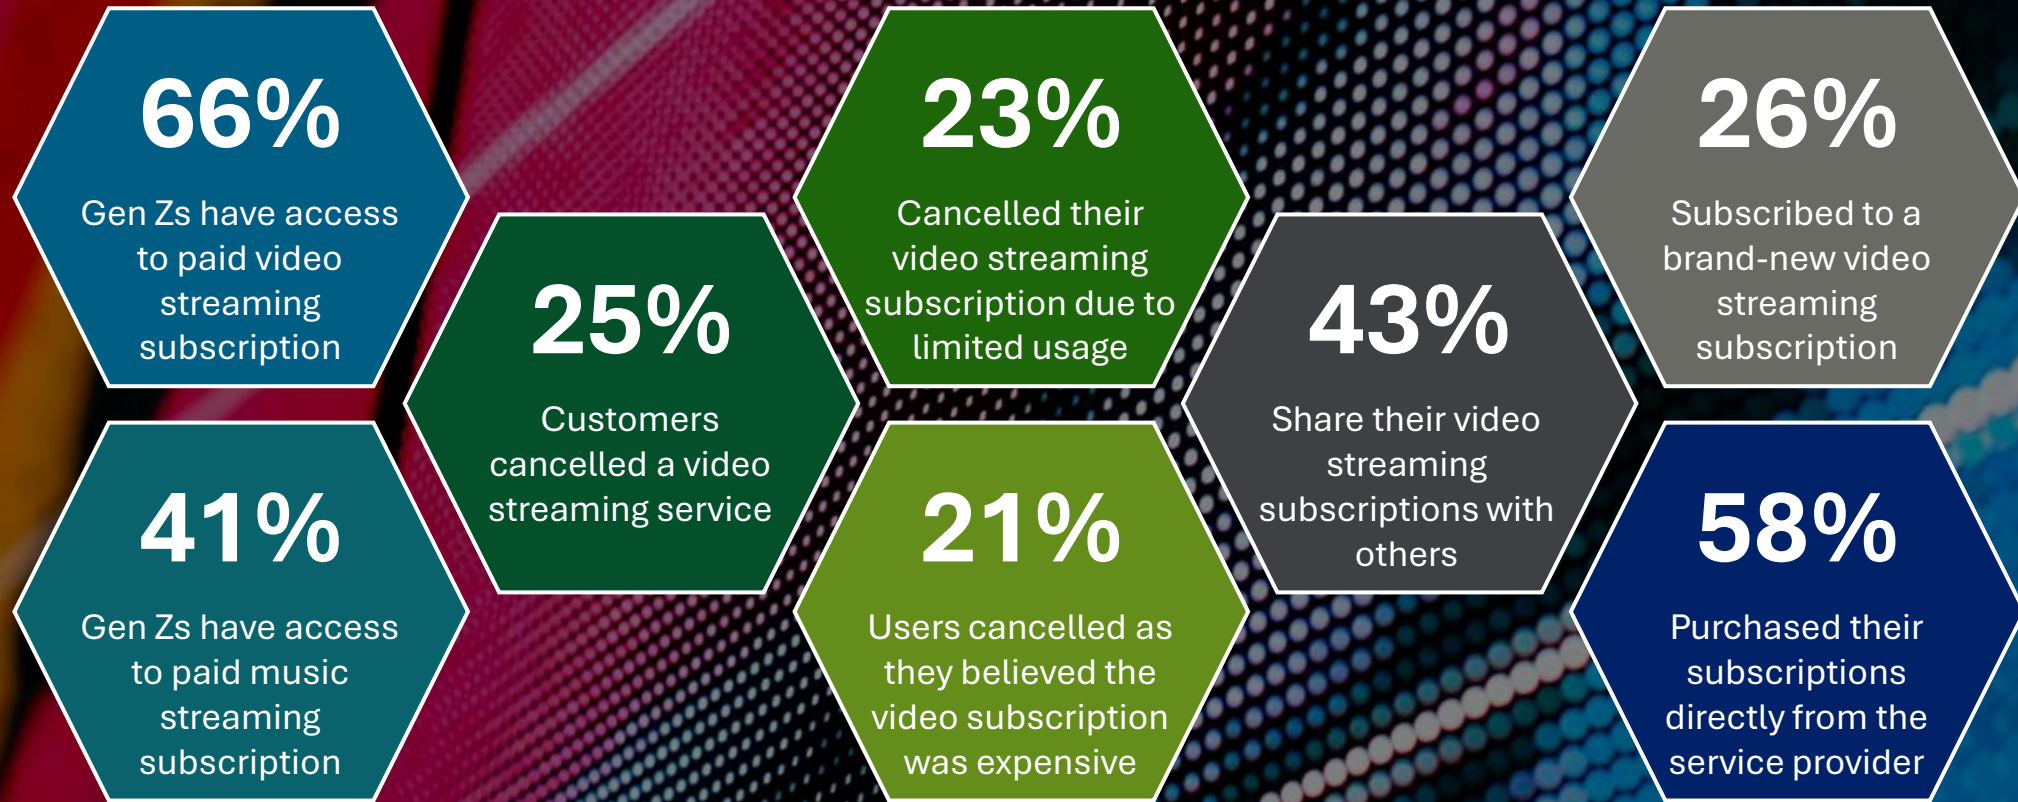 66%
Gen Zs have access
to paid video
streaming
subscription
41%
Gen Zs have access
to paid music
streaming
subscription
25%
Customers
cancelled a video
streaming service
23%
Cancelled their
video streaming
subscription due to
limited usage
21%
Users cancelled as
they believed the
video subscription
was expensive
43%
Share their video
streaming
subscriptions with
others
26%
Subscribed to a
brand-new video
streaming
subscription
58%
Purchased their
subscriptions
directly from the
service provider